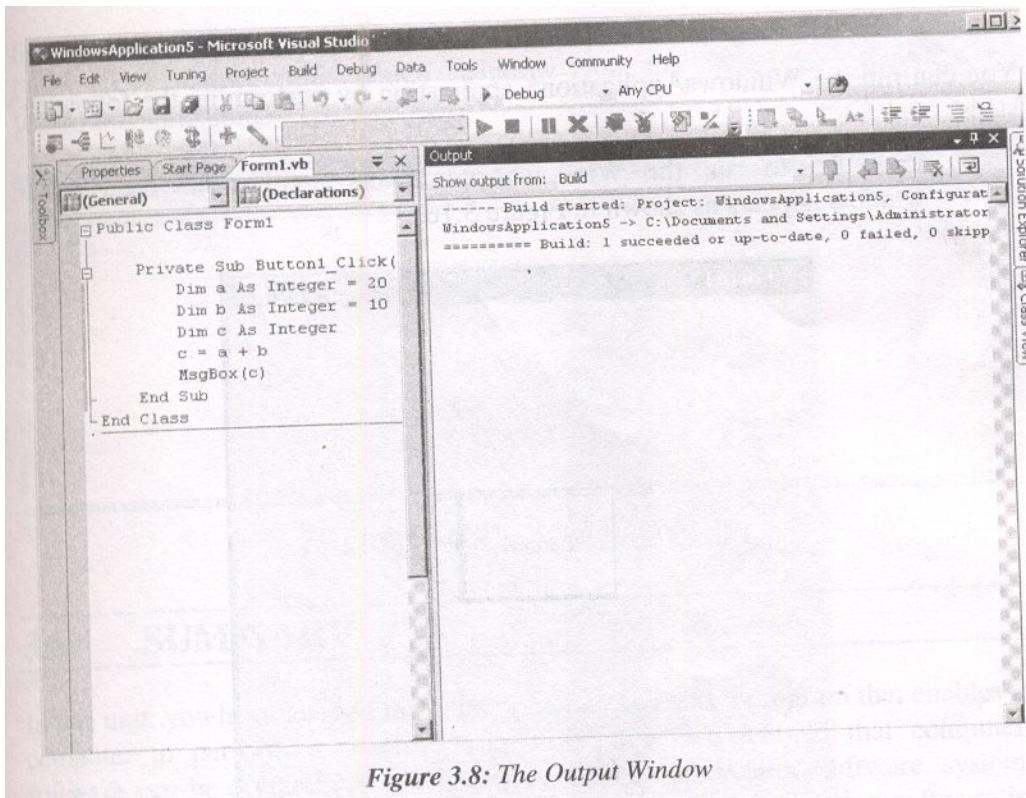 WindowsApplication5 - Microsoft Visual Studio
File Edit View Tuning Project Build Debug Data Tools Window Community Help
Debug Any CPU
Properties Start Page Form1.vb
(General) (Declarations)
Toolbox
Public Class Form1
Private Sub Button1_Click(
Dim a As Integer = 20
Dim b As Integer = 10
Dim c As Integer
c = a + b
MsgBox(c)
End Sub
End Class
Output
Show output from: Build
------ Build started: Project: WindowsApplication5, Configurat
WindowsApplication5 -> C:\Documents and Settings\Administrator
========== Build: 1 succeeded or up-to-date, 0 failed, 0 skipp
Solution Explorer
Class View
Figure 3.8: The Output Window